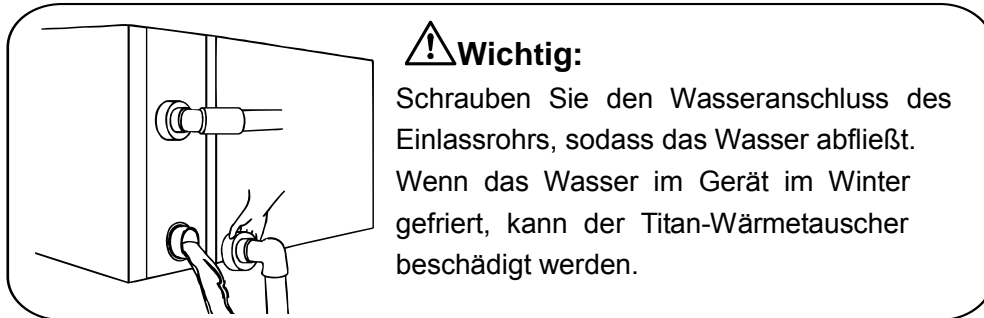 Wichtig:
Schrauben Sie den Wasseranschluss des
Einlassrohrs, sodass das Wasser abfließt.
Wenn das Wasser im Gerät im Winter
gefriert, kann der Titan-Wärmetauscher
beschädigt werden.